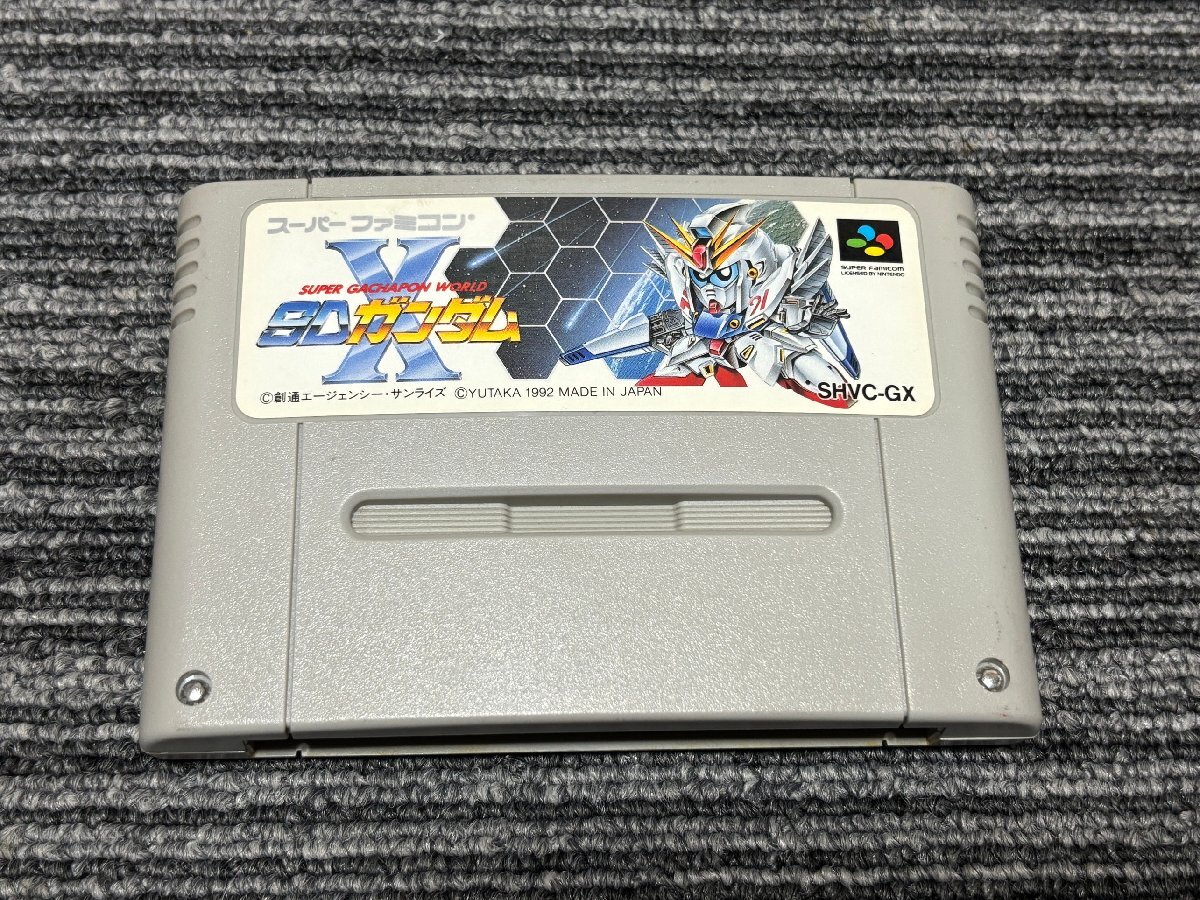 スーパーファミコン
X
SUPER GACHAPON WORLD
SDガンダム
©創通エージェンシー・サンライズ ©YUTAKA 1992 MADE IN JAPAN
91
SUPER FAMICOM
LICENSED BY NINTENDO
SHVC-GX